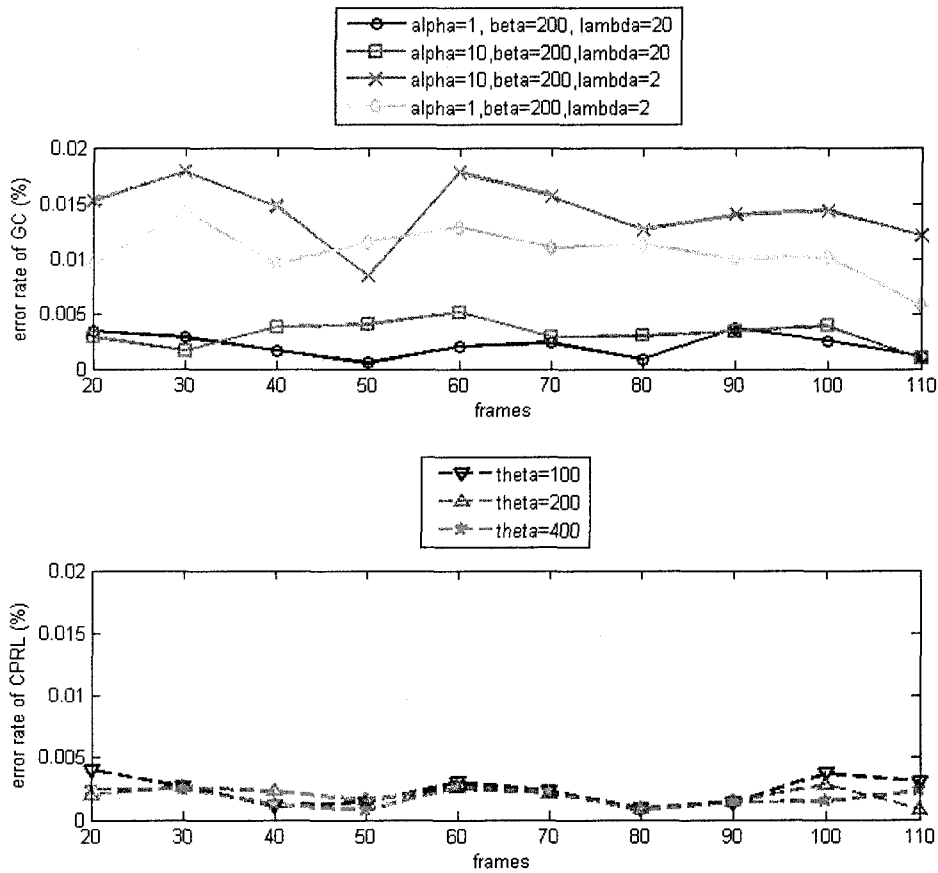 alpha=1, beta=200, lambda=20
alpha=10,beta=200,lambda=20
alpha=10,beta=200,lambda=2
alpha=1,beta=200,lambda=2
0.02
0.015
0.01
0.005
0
error rate of GC (%)
20 30 40 50 60 70 80 90 100 110
frames
theta=100
theta=200
theta=400
0.02
0.015
0.01
0.005
0
error rate of CPRL (%)
20 30 40 50 60 70 80 90 100 110
frames